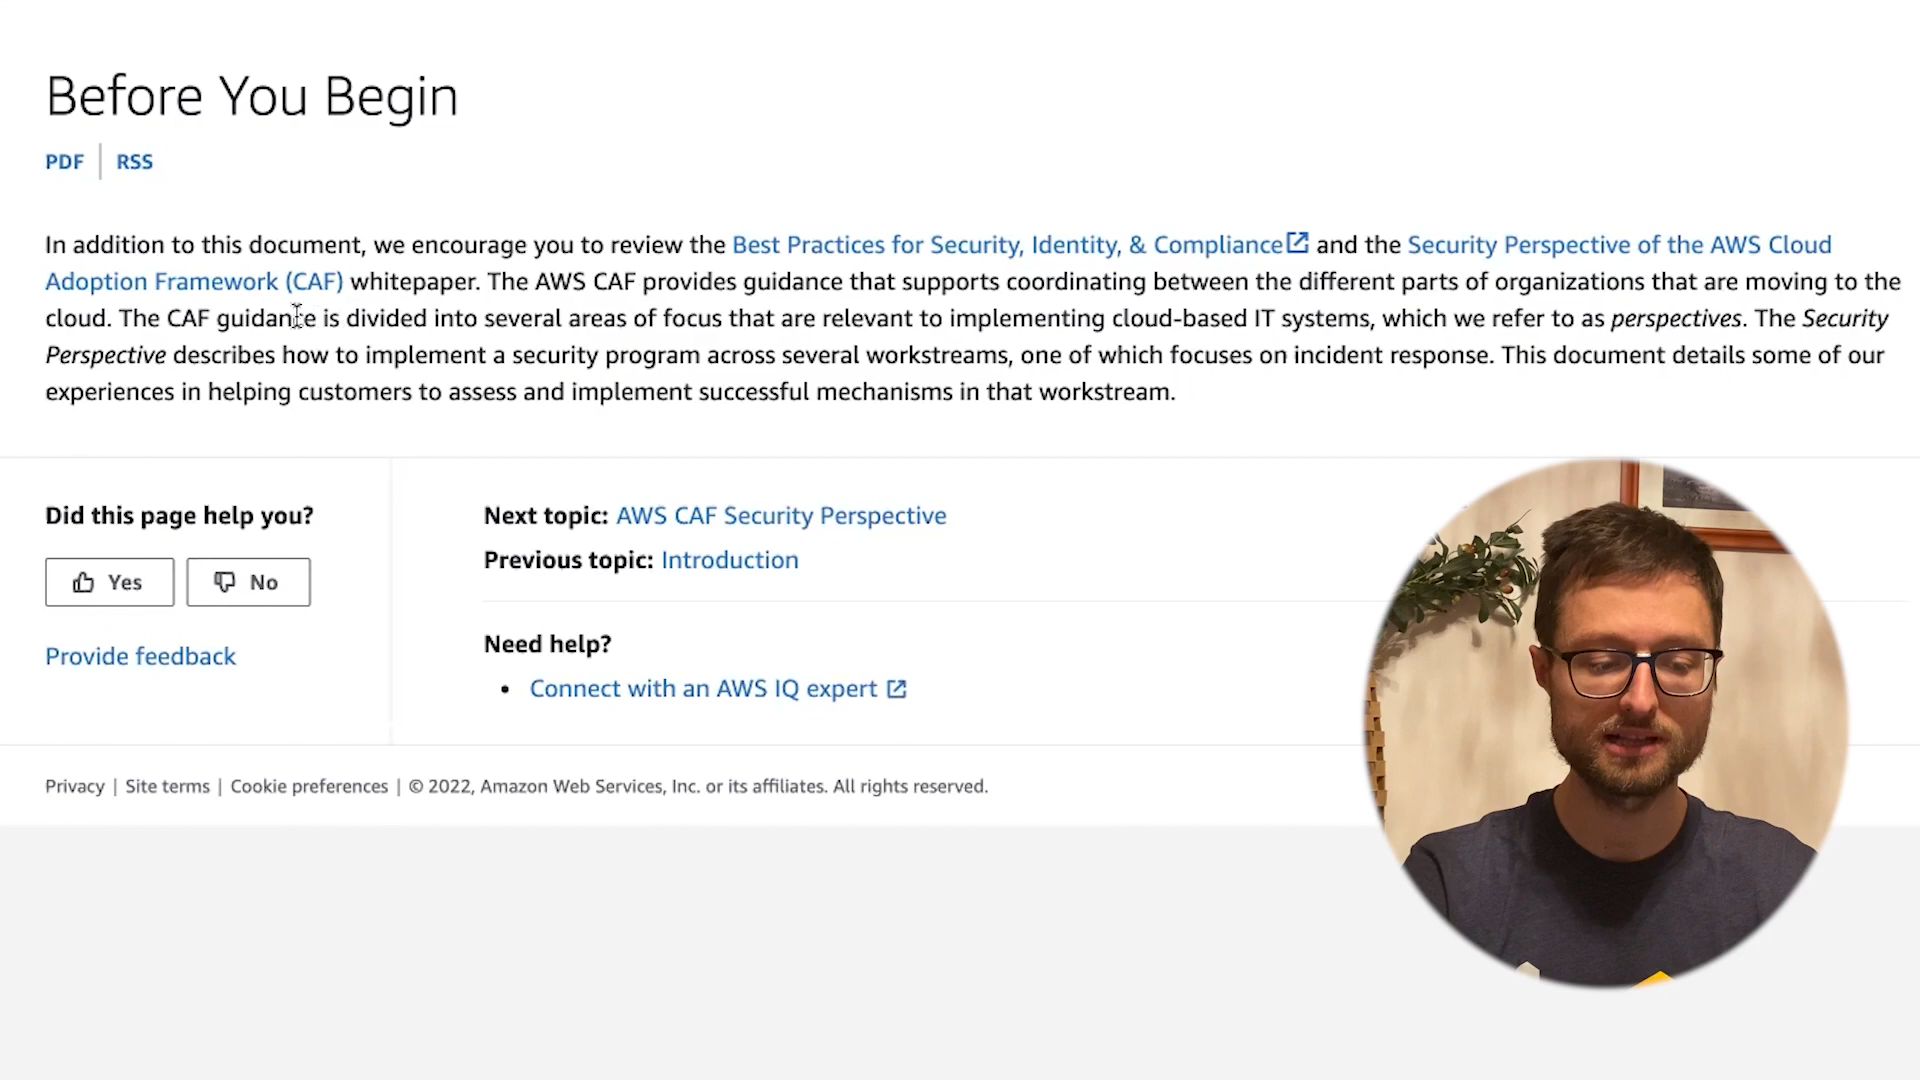 Before You Begin
PDF | RSS
In addition to this document, we encourage you to review the Best Practices for Security, Identity, & Compliance and the Security Perspective of the AWS Cloud
Adoption Framework (CAF) whitepaper. The AWS CAF provides guidance that supports coordinating between the different parts of organizations that are moving to the
cloud. The CAF guidance is divided into several areas of focus that are relevant to implementing cloud-based IT systems, which we refer to as perspectives. The Security
Perspective describes how to implement a security program across several workstreams, one of which focuses on incident response. This document details some of our
experiences in helping customers to assess and implement successful mechanisms in that workstream.
Did this page help you?
Yes No
Provide feedback
Next topic: AWS CAF Security Perspective
Previous topic: Introduction
Need help?
• Connect with an AWS IQ expert
Privacy | Site terms | Cookie preferences | © 2022, Amazon Web Services, Inc. or its affiliates. All rights reserved.